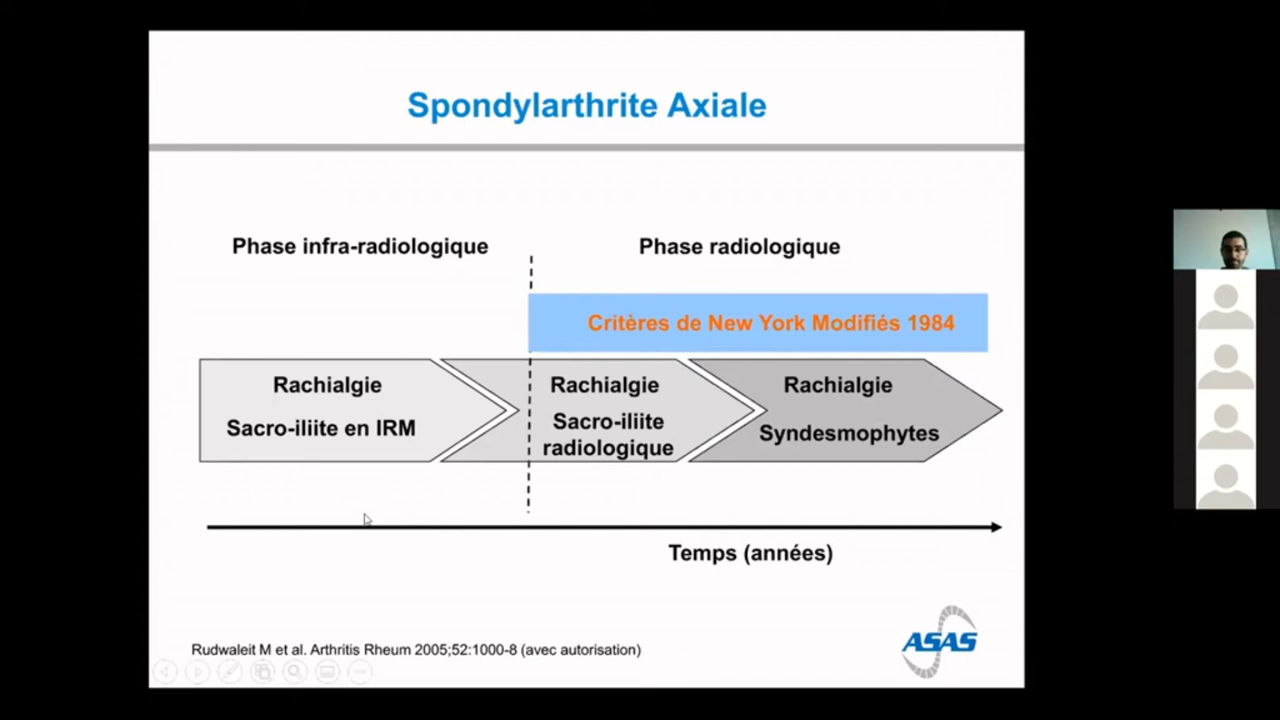 Spondylarthrite Axiale
Phase infra-radiologique
Phase radiologique
Critères de New York Modifiés 1984
Rachialgie
Sacro-iliite en IRM
Rachialgie
Sacro-iliite
radiologique
Rachialgie
Syndesmophytes
Temps (années)
Rudwaleit M et al. Arthritis Rheum 2005;52:1000-8 (avec autorisation)
ASAS